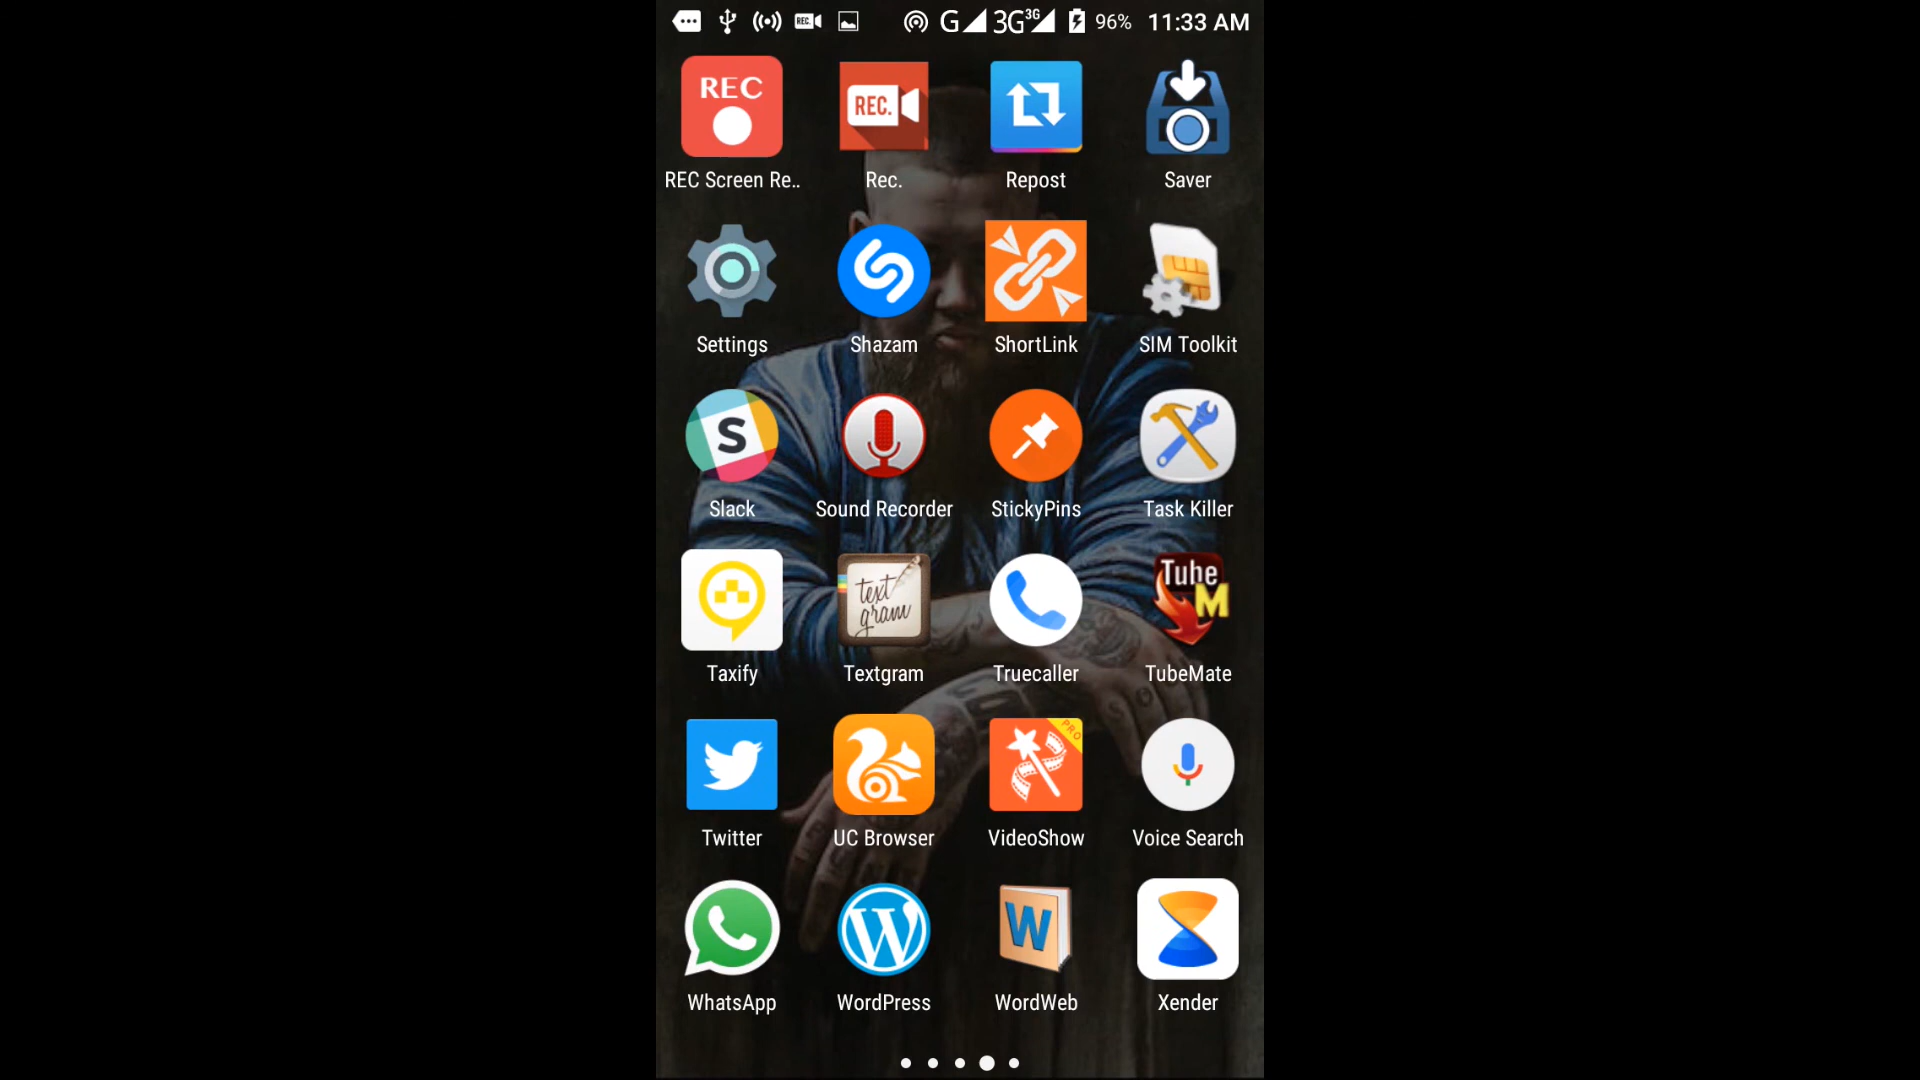 G 3G 3G 96% 11:33 AM
REC
REC.
REC Screen Re.. Rec. Repost Saver
Settings Shazam ShortLink SIM Toolkit
S
Slack Sound Recorder StickyPins Task Killer
text gram
Tube M
Taxify Textgram Truecaller TubeMate
PRO
Twitter UC Browser VideoShow Voice Search
W
W
WhatsApp WordPress WordWeb Xender